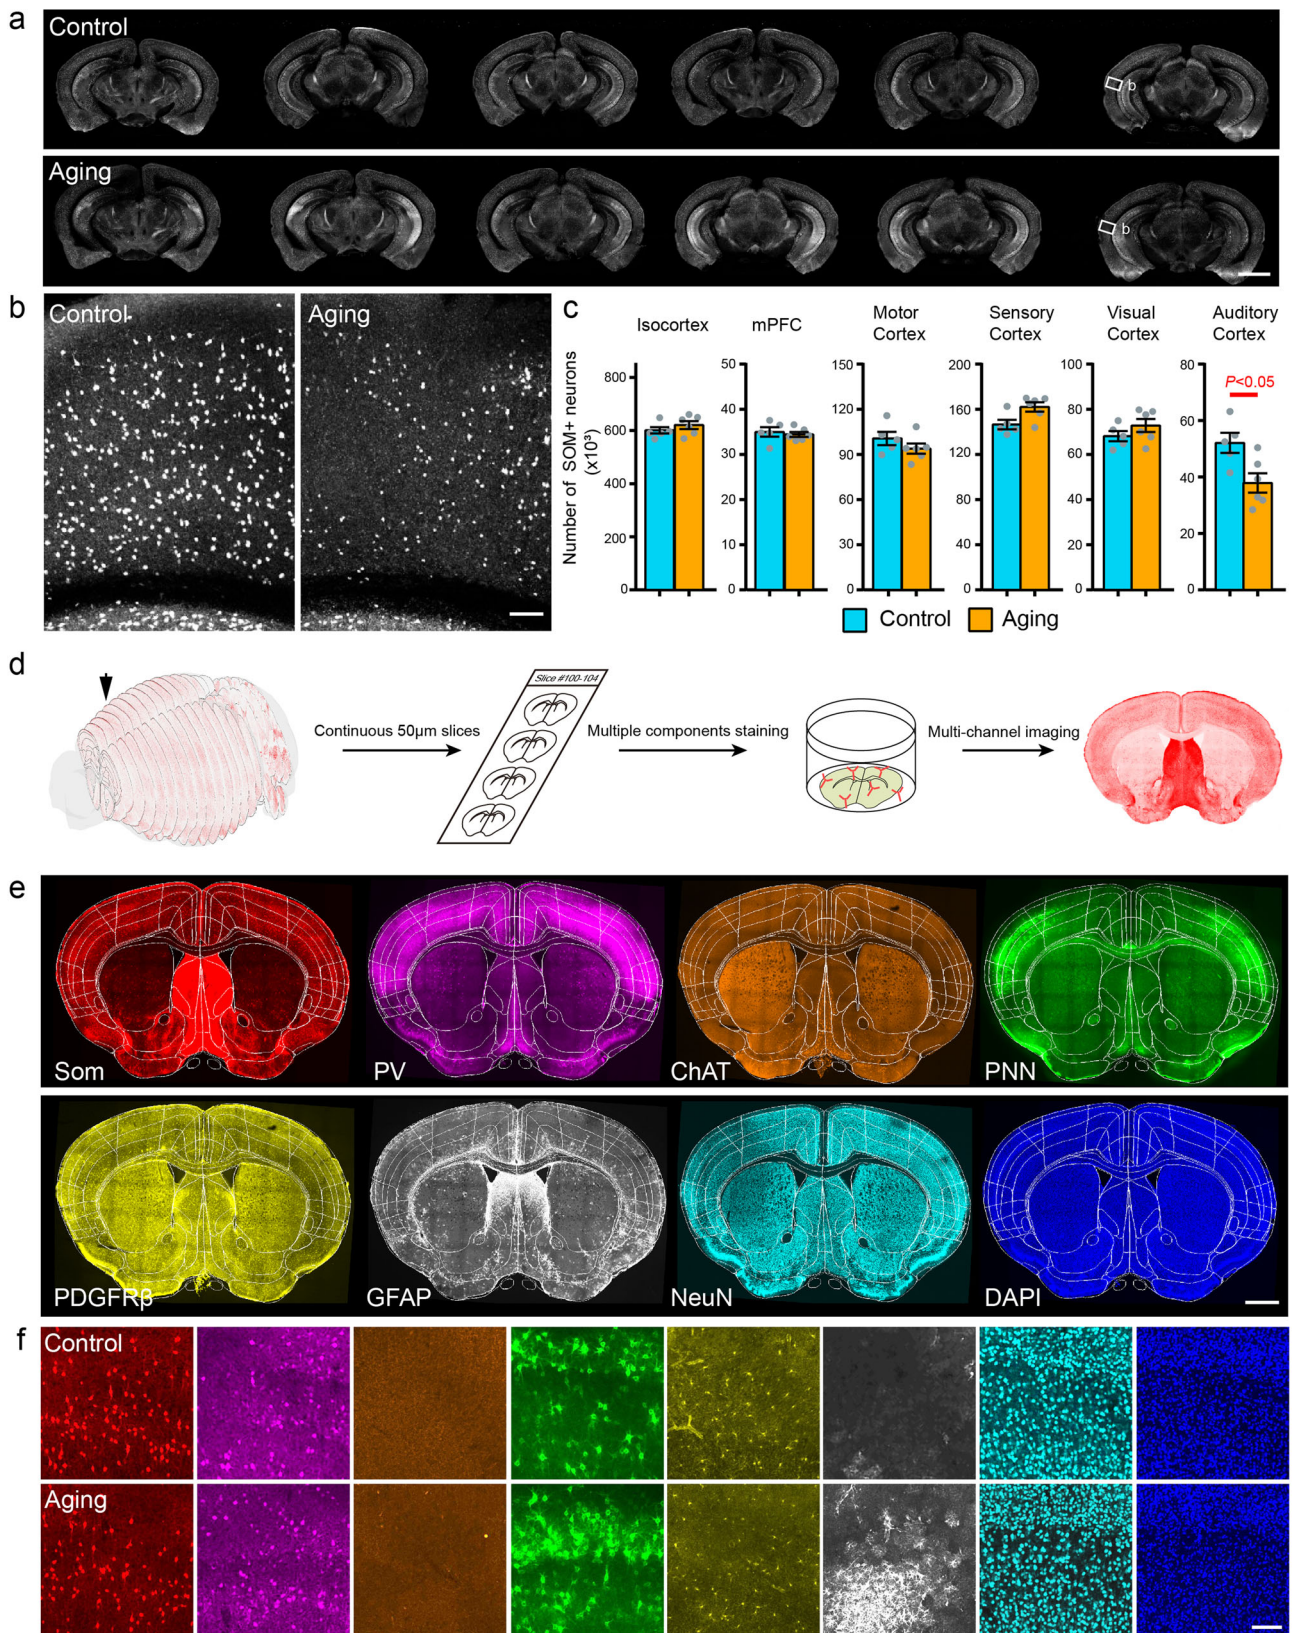 a
Control
b
Aging
b
b
Control
Aging
c
Isocortex
mPFC
Motor
Cortex
Sensory
Cortex
Visual
Cortex
Auditory
Cortex
Number of SOM+ neurons
(x10³)
800
600
400
200
0
50
40
30
20
10
0
150
120
90
60
30
0
200
160
120
80
40
0
100
80
60
40
20
0
80
60
40
20
0
P<0.05
Control
Aging
d
Slice #100-104
Continuous 50µm slices
Multiple components staining
Multi-channel imaging
e
Som
PV
ChAT
PNN
PDGFRβ
GFAP
NeuN
DAPI
f
Control
Aging